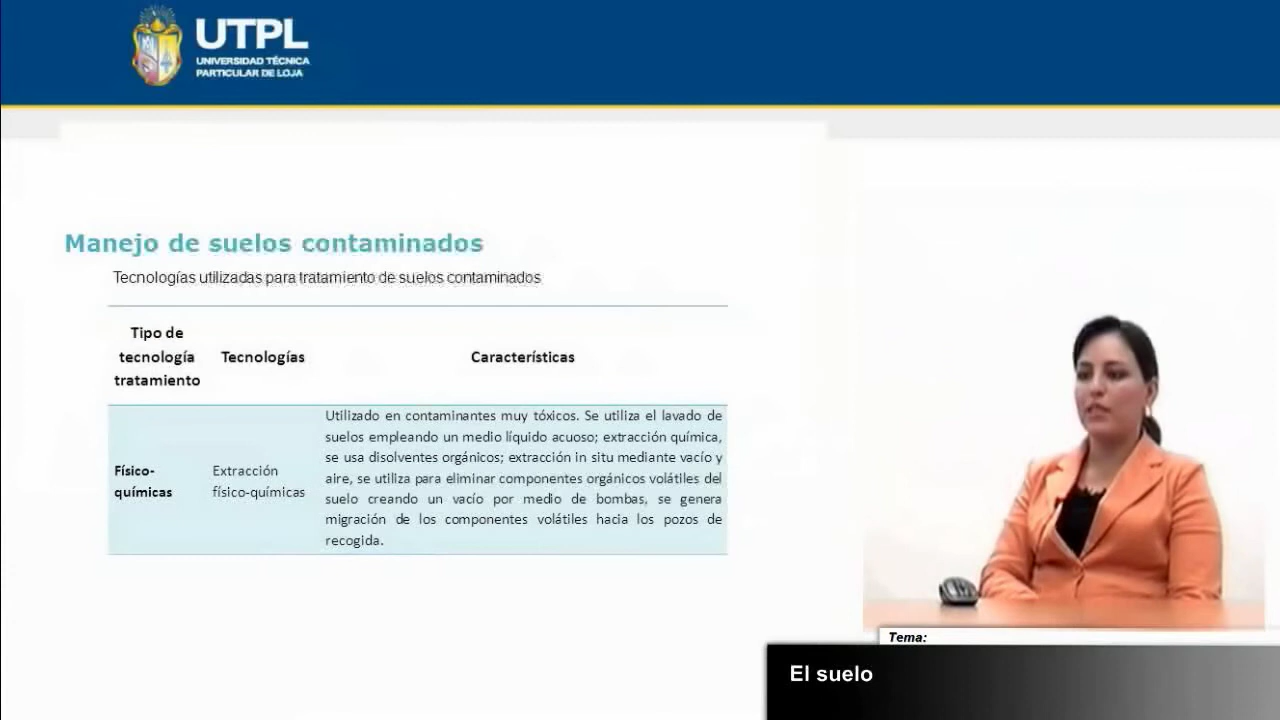 UTPL
UNIVERSIDAD TÉCNICA
PARTICULAR DE LOJA
Manejo de suelos contaminados
Tecnologías utilizadas para tratamiento de suelos contaminados
Tipo de
tecnología
tratamiento
Tecnologías
Características
Físico-
químicas
Extracción
físico-químicas
Utilizado en contaminantes muy tóxicos. Se utiliza el lavado de
suelos empleando un medio líquido acuoso; extracción química,
se usa disolventes orgánicos; extracción in situ mediante vacío y
aire, se utiliza para eliminar componentes orgánicos volátiles del
suelo creando un vacío por medio de bombas, se genera
migración de los componentes volátiles hacia los pozos de
recogida.
Tema:
El suelo